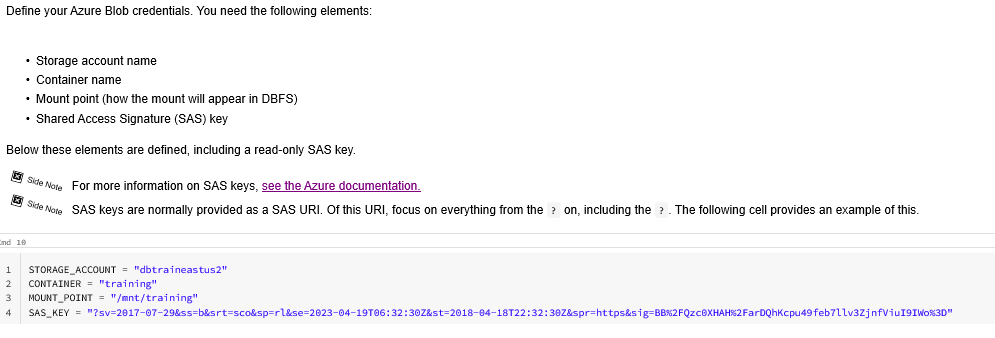 Define your Azure Blob credentials. You need the following elements:
• Storage account name
• Container name
• Mount point (how the mount will appear in DBFS)
• Shared Access Signature (SAS) key
Below these elements are defined, including a read-only SAS key.
Side Note For more information on SAS keys, see the Azure documentation.
Side Note SAS keys are normally provided as a SAS URI. Of this URI, focus on everything from the ? on, including the ? . The following cell provides an example of this.
Cmd 10
1 STORAGE_ACCOUNT = "dbtraineastus2"
2 CONTAINER = "training"
3 MOUNT_POINT = "/mnt/training"
4 SAS_KEY = "?sv=2017-07-29&ss=b&srt=sco&sp=rl&se=2023-04-19T06:32:30Z&st=2018-04-18T22:32:30Z&spr=https&sig=BB%2FQzc0XHAH%2FarDQhKcpu49feb7llv3ZjnfViuI9IWo%3D"